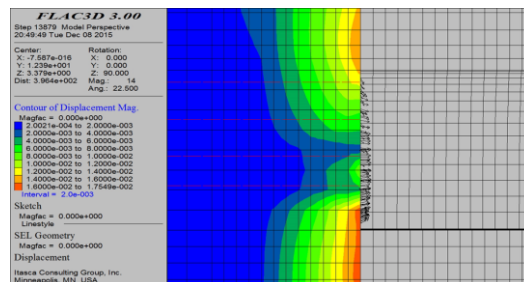 FLAC3D 3.00
Step 13879 Model Perspective
20:49:49 Tue Dec 08 2015
Center:
X: -7.587e-016
Y: 1.239e+001
Z: 3.379e+000
Dist: 3.964e+002
Rotation:
X: 0.000
Y: 0.000
Z: 90.000
Mag.: 14
Ang.: 22.500
Contour of Displacement Mag.
Magfac = 0.000e+000
2.0021e-004 to 2.0000e-003
2.0000e-003 to 4.0000e-003
4.0000e-003 to 6.0000e-003
6.0000e-003 to 8.0000e-003
8.0000e-003 to 1.0000e-002
1.0000e-002 to 1.2000e-002
1.2000e-002 to 1.4000e-002
1.4000e-002 to 1.6000e-002
1.6000e-002 to 1.7549e-002
Interval = 2.0e-003
Sketch
Magfac = 0.000e+000
Linestyle
SEL Geometry
Magfac = 0.000e+000
Displacement
Itasca Consulting Group, Inc.
Minneapolis, MN USA